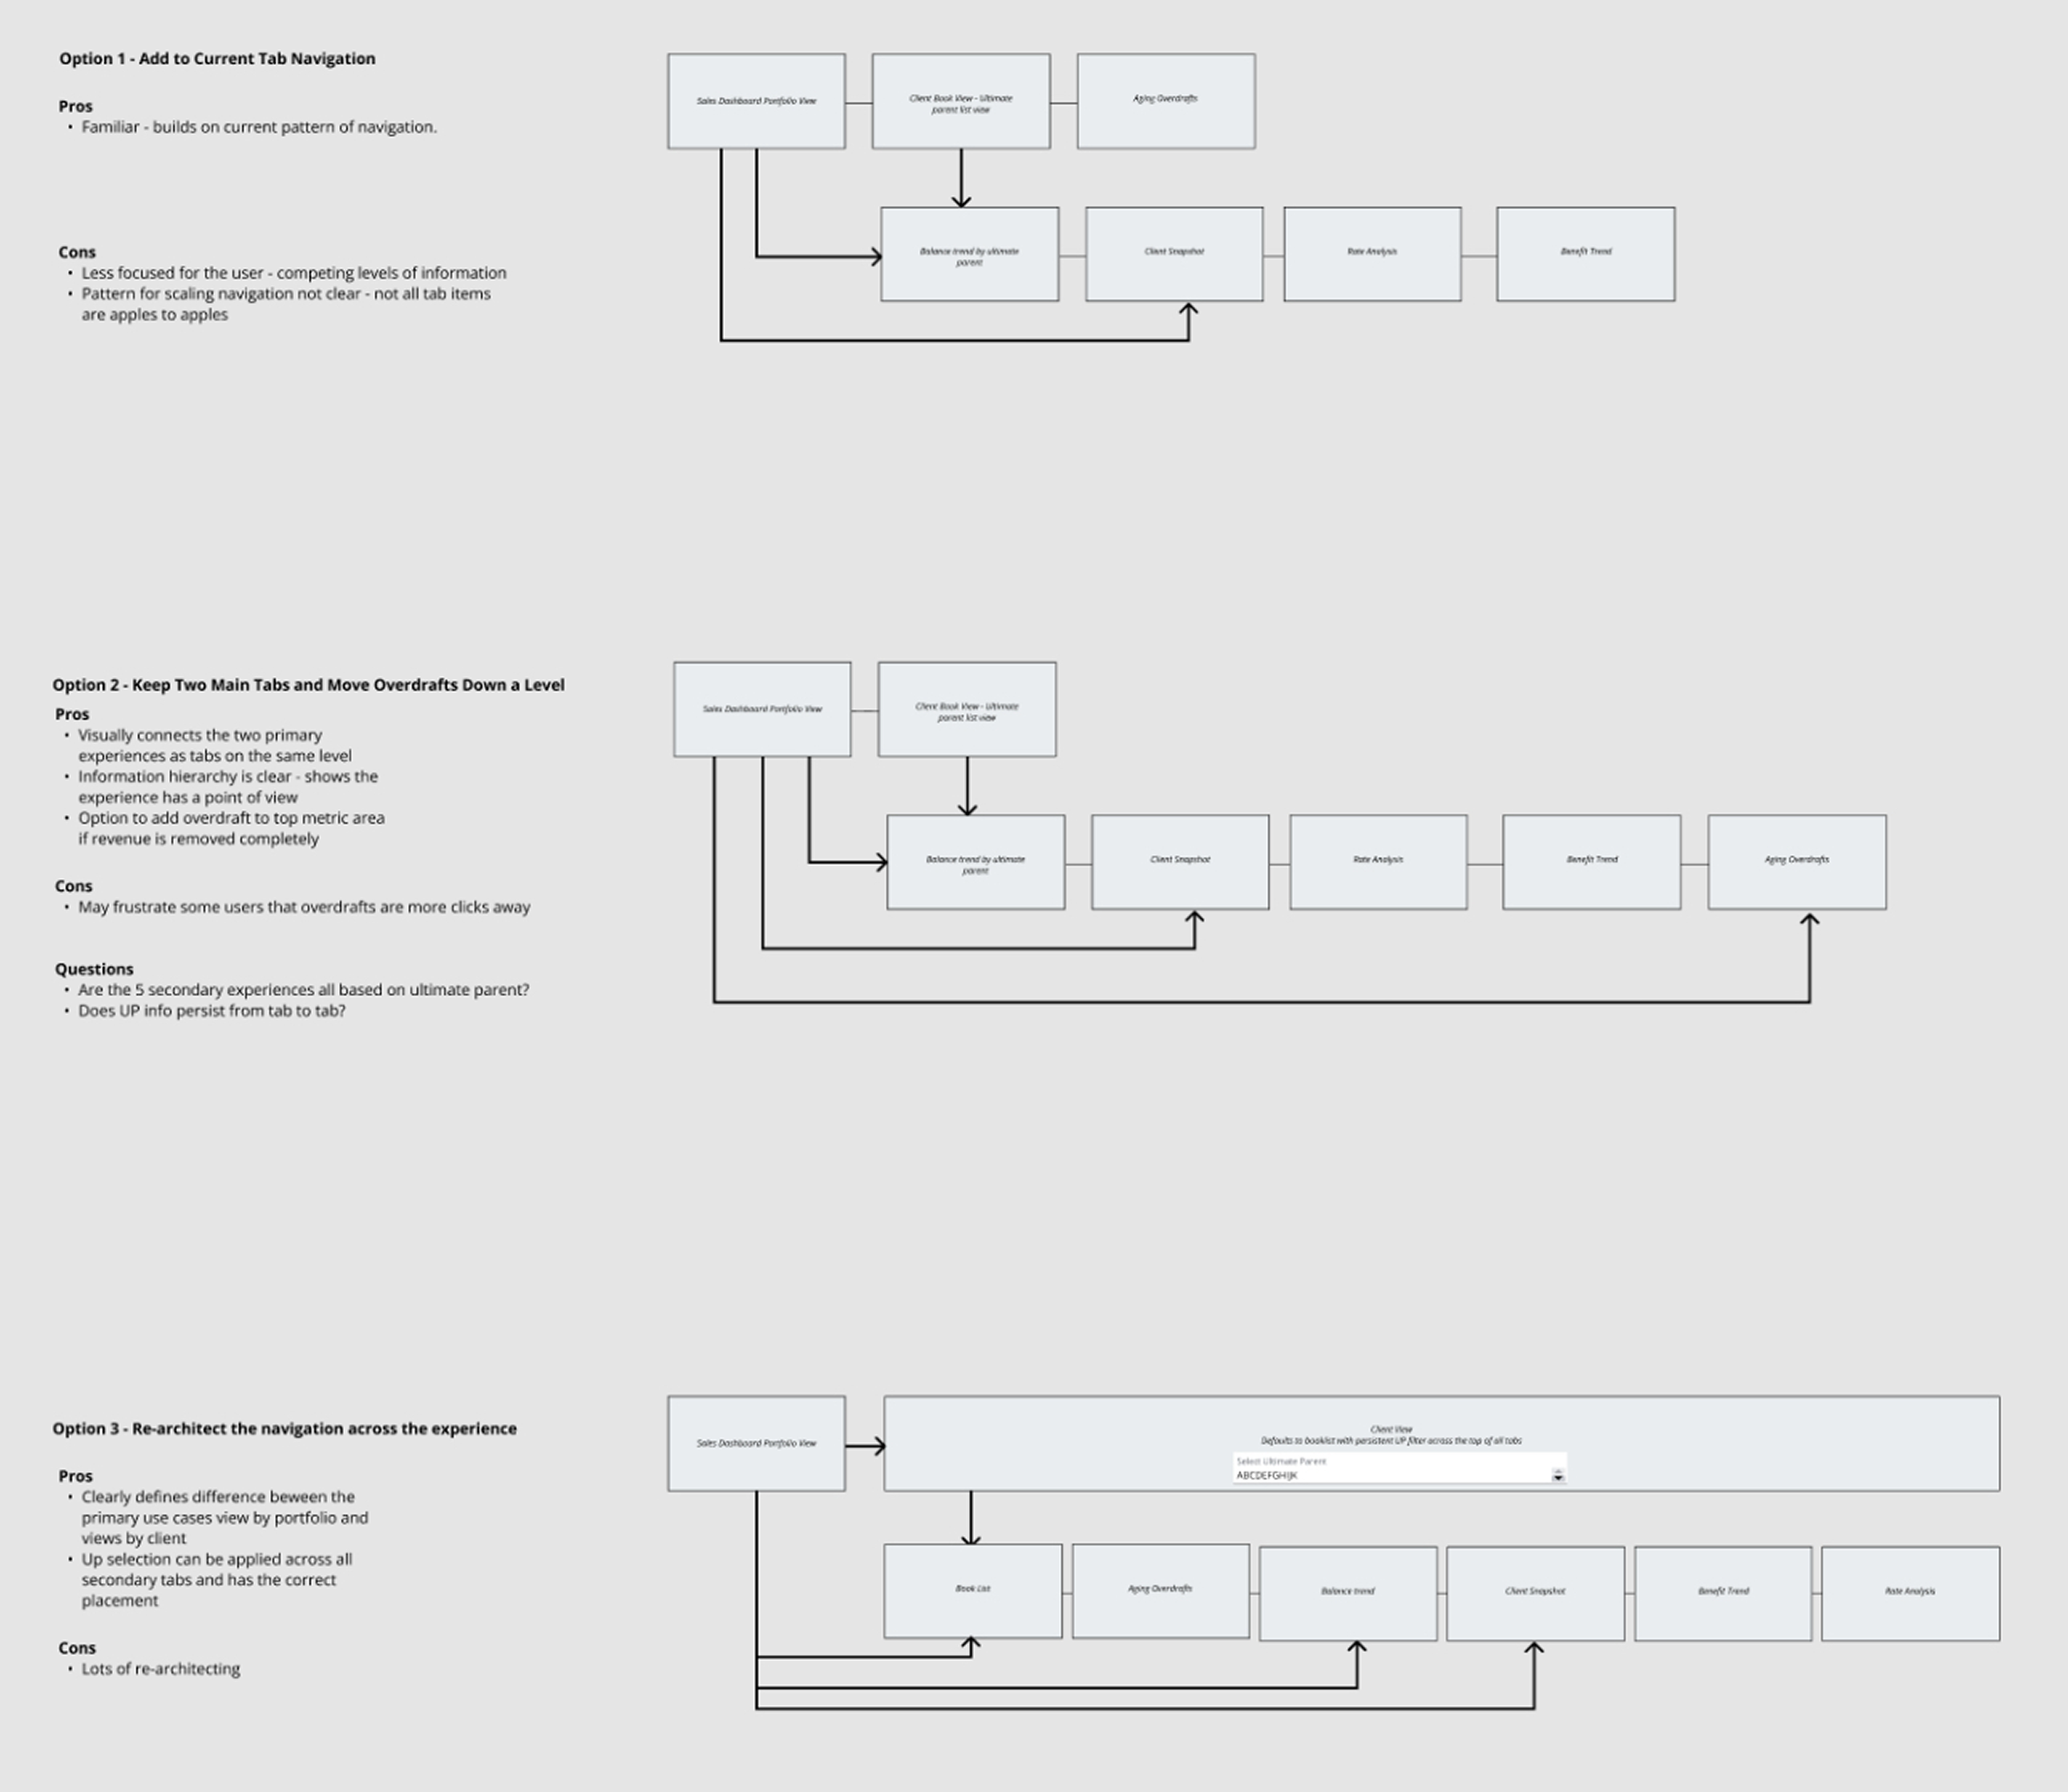 Option 1 - Add to Current Tab Navigation
Pros
• Familiar - builds on current pattern of navigation.
Cons
• Less focused for the user - competing levels of information
• Pattern for scaling navigation not clear - not all tab items
are apples to apples
Sales Dashboard Portfolio View
Client Book View - Ultimate
parent list view
Aging Overdrafts
Balance trend by ultimate
parent
Client Snapshot
Rate Analysis
Benefit Trend
Option 2 - Keep Two Main Tabs and Move Overdrafts Down a Level
Pros
• Visually connects the two primary
experiences as tabs on the same level
• Information hierarchy is clear - shows the
experience has a point of view
• Option to add overdraft to top metric area
if revenue is removed completely
Cons
• May frustrate some users that overdrafts are more clicks away
Questions
• Are the 5 secondary experiences all based on ultimate parent?
• Does UP info persist from tab to tab?
Sales Dashboard Portfolio View
Client Book View - Ultimate
parent list view
Balance trend by ultimate
parent
Client Snapshot
Rate Analysis
Benefit Trend
Aging Overdrafts
Option 3 - Re-architect the navigation across the experience
Pros
• Clearly defines difference beween the
primary use cases view by portfolio and
views by client
• Up selection can be applied across all
secondary tabs and has the correct
placement
Cons
• Lots of re-architecting
Sales Dashboard Portfolio View
Client View
Defaults to booklist with persistent UP filter across the top of all tabs
Select Ultimate Parent
ABCDEFGHIJK
Book List
Aging Overdrafts
Balance trend
Client Snapshot
Benefit Trend
Rate Analysis